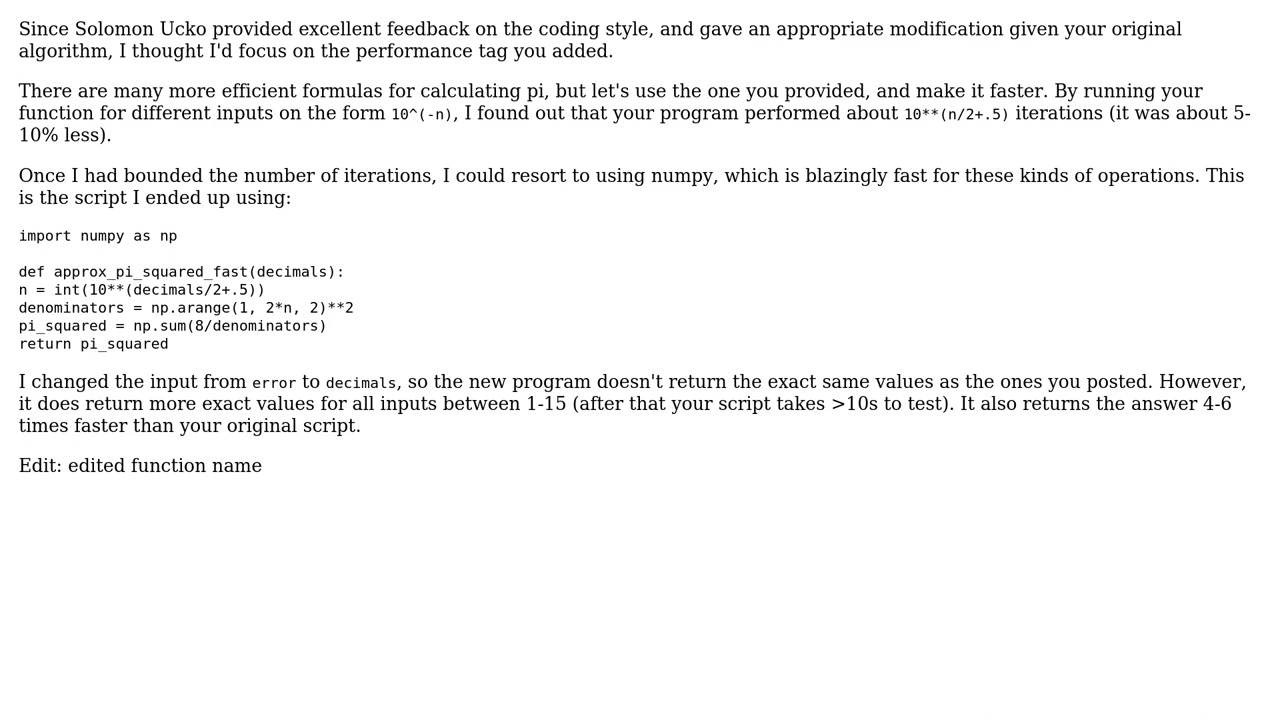 Since Solomon Ucko provided excellent feedback on the coding style, and gave an appropriate modification given your original
algorithm, I thought I'd focus on the performance tag you added.
There are many more efficient formulas for calculating pi, but let's use the one you provided, and make it faster. By running your
function for different inputs on the form 10^(-n), I found out that your program performed about 10**(n/2+.5) iterations (it was about 5-
10% less).
Once I had bounded the number of iterations, I could resort to using numpy, which is blazingly fast for these kinds of operations. This
is the script I ended up using:
import numpy as np
def approx_pi_squared_fast(decimals):
n = int(10**(decimals/2+.5))
denominators = np.arange(1, 2*n, 2)**2
pi_squared = np.sum(8/denominators)
return pi_squared
I changed the input from error to decimals, so the new program doesn't return the exact same values as the ones you posted. However,
it does return more exact values for all inputs between 1-15 (after that your script takes >10s to test). It also returns the answer 4-6
times faster than your original script.
Edit: edited function name